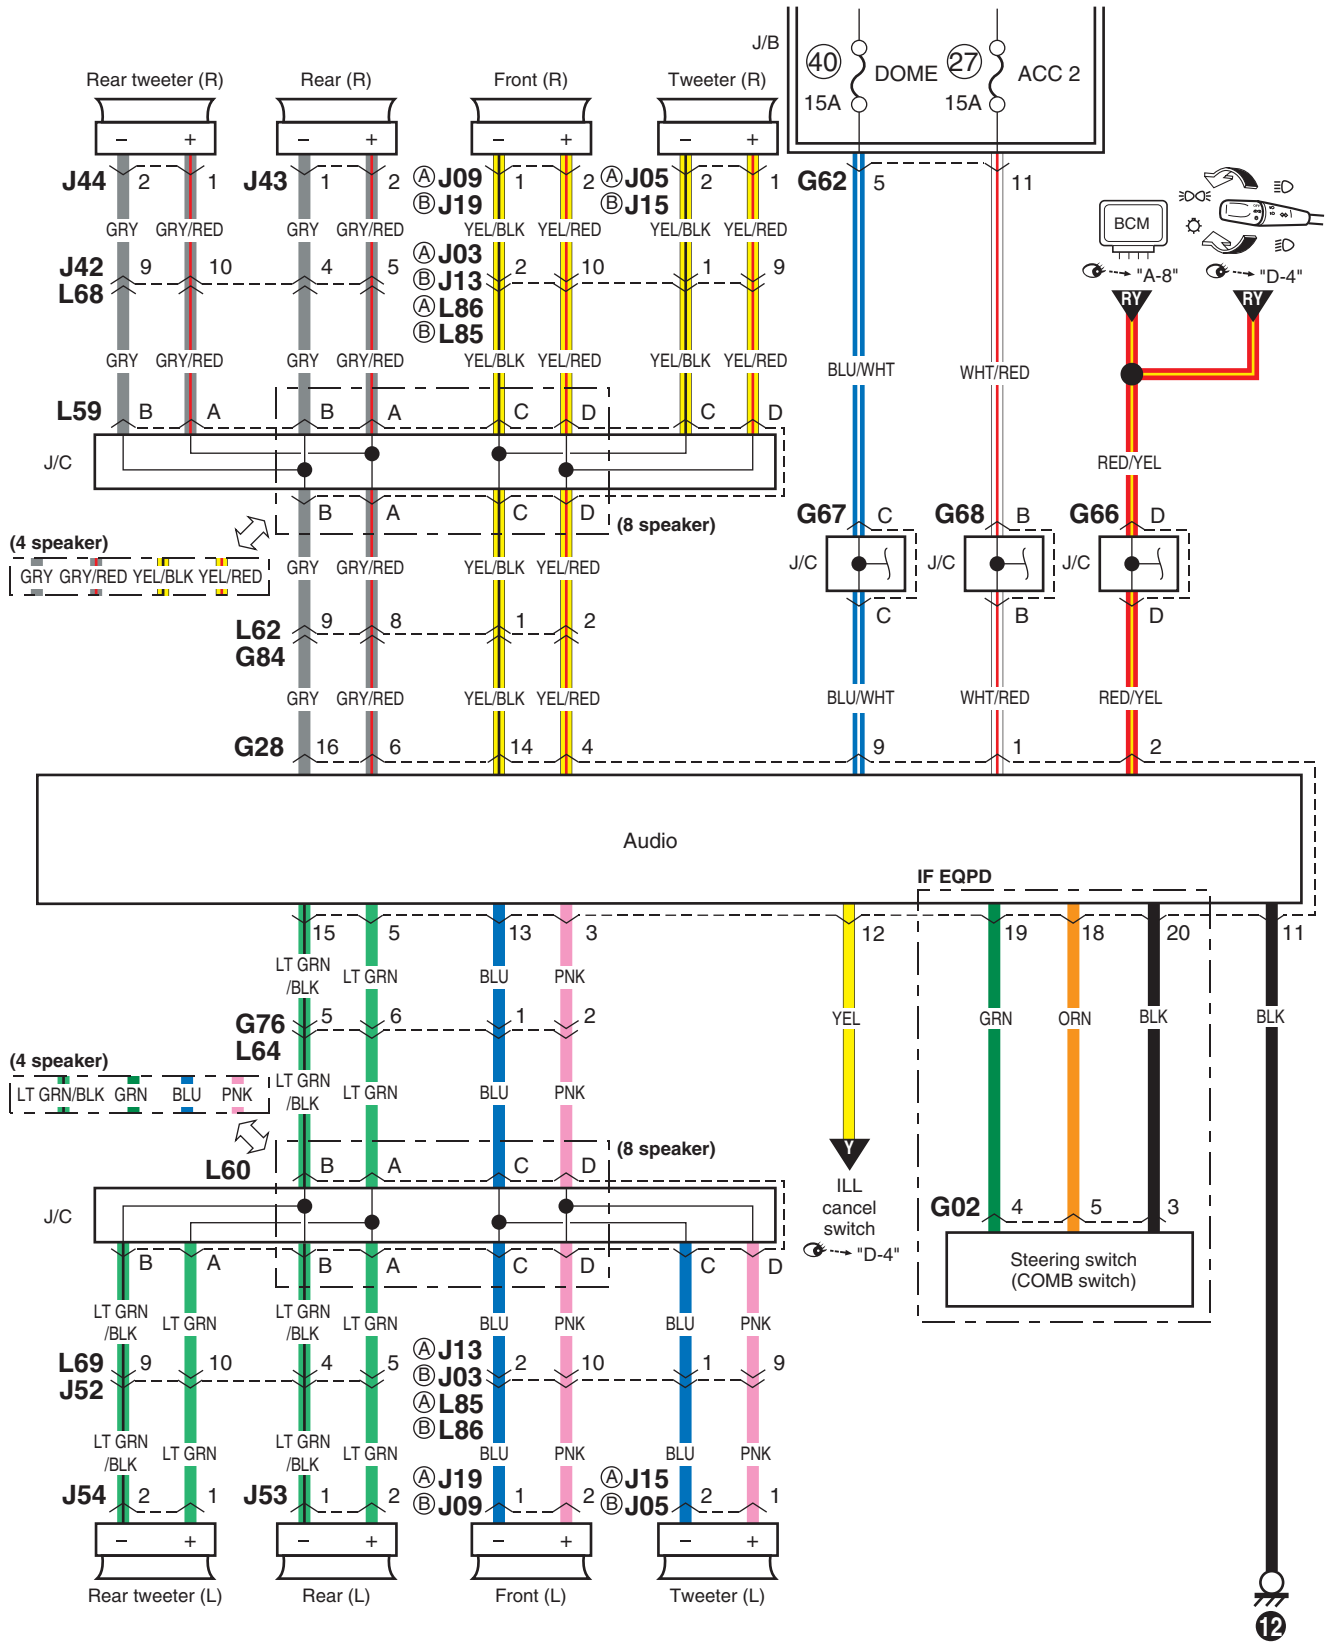 J/B
40
DOME
27
ACC 2
15A
15A
Rear tweeter (R)
Rear (R)
Front (R)
Tweeter (R)
− +
− +
− +
− +
J44 2 1
J43 1 2
Ⓐ J09 1 2
Ⓑ J19
Ⓐ J05 2 1
Ⓑ J15
G62 5 11
GRY GRY/RED GRY GRY/RED YEL/BLK YEL/RED YEL/BLK YEL/RED
BCM
"A-8"
"D-4"
RY RY
J42 9 10 4 5
L68
Ⓐ J03 2 10 1 9
Ⓑ J13
Ⓐ L86
Ⓑ L85
GRY GRY/RED GRY GRY/RED YEL/BLK YEL/RED YEL/BLK YEL/RED
BLU/WHT WHT/RED
L59 B A B A C D C D
J/C
RED/YEL
B A C D
(8 speaker)
(4 speaker)
GRY GRY/RED YEL/BLK YEL/RED
GRY GRY/RED YEL/BLK YEL/RED
G67 C G68 B G66 D
J/C J/C J/C
C B D
L62 9 8 1 2
G84
GRY GRY/RED YEL/BLK YEL/RED BLU/WHT WHT/RED RED/YEL
G28 16 6 14 4 9 1 2
Audio
IF EQPD
15 5 13 3 12 19 18 20 11
LT GRN
/BLK
LT GRN BLU PNK
G76 5 6 1 2
L64
YEL GRN ORN BLK BLK
(4 speaker)
LT GRN/BLK GRN BLU PNK
LT GRN
/BLK
LT GRN BLU PNK
(8 speaker)
L60 B A C D
Y
ILL
cancel
switch
"D-4"
J/C
G02 4 5 3
Steering switch
(COMB switch)
B A B A C D C D
LT GRN
/BLK
LT GRN
LT GRN
/BLK
LT GRN BLU PNK BLU PNK
L69 9 10 4 5
J52
Ⓐ J13 2 10 1 9
Ⓑ J03
Ⓐ L85
Ⓑ L86
LT GRN
/BLK
LT GRN
LT GRN
/BLK
LT GRN BLU PNK BLU PNK
J54 2 1
J53 1 2
Ⓐ J19 1 2
Ⓑ J09
Ⓐ J15 2 1
Ⓑ J05
− +
− +
− +
− +
Rear tweeter (L)
Rear (L)
Front (L)
Tweeter (L)
12